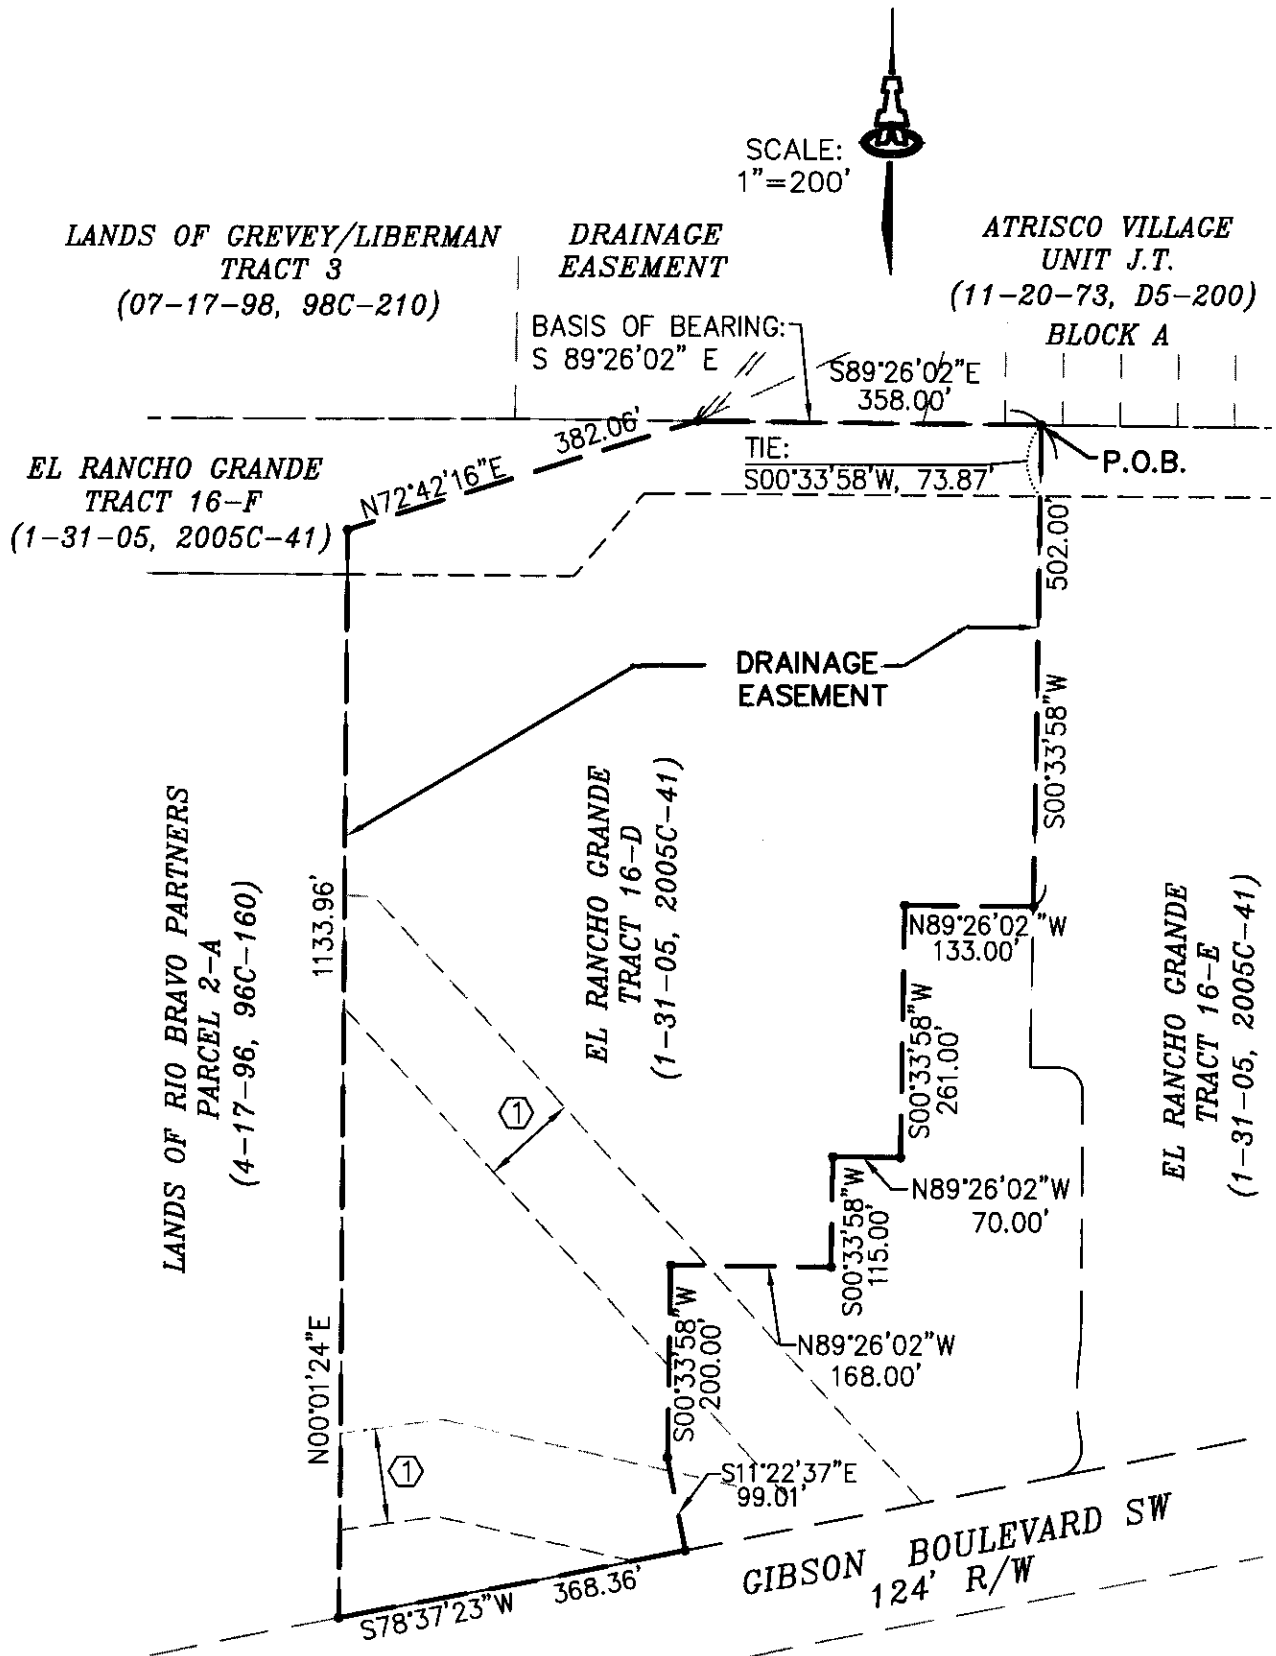 SCALE:
1"=200'
LANDS OF GREVEY/LIBERMAN
TRACT 3
(07-17-98, 98C-210)
DRAINAGE
EASEMENT
ATRISCO VILLAGE
UNIT J.T.
(11-20-73, D5-200)
BLOCK A
BASIS OF BEARING:
S 89°26'02" E
S89°26'02"E
358.00'
382.06'
N72°42'16"E
TIE:
S00°33'58"W, 73.87'
P.O.B.
EL RANCHO GRANDE
TRACT 16-F
(1-31-05, 2005C-41)
502.00'
S00°33'58"W
DRAINAGE
EASEMENT
LANDS OF RIO BRAVO PARTNERS
PARCEL 2-A
(4-17-96, 96C-160)
1133.96'
N00°01'24"E
EL RANCHO GRANDE
TRACT 16-D
(1-31-05, 2005C-41)
N89°26'02"W
133.00'
S00°33'58"W
261.00'
EL RANCHO GRANDE
TRACT 16-E
(1-31-05, 2005C-41)
1
N89°26'02"W
70.00'
S00°33'58"W
115.00'
N89°26'02"W
168.00'
S00°33'58"W
200.00'
1
S11°22'37"E
99.01'
S78°37'23"W
368.36'
GIBSON BOULEVARD SW
124' R/W